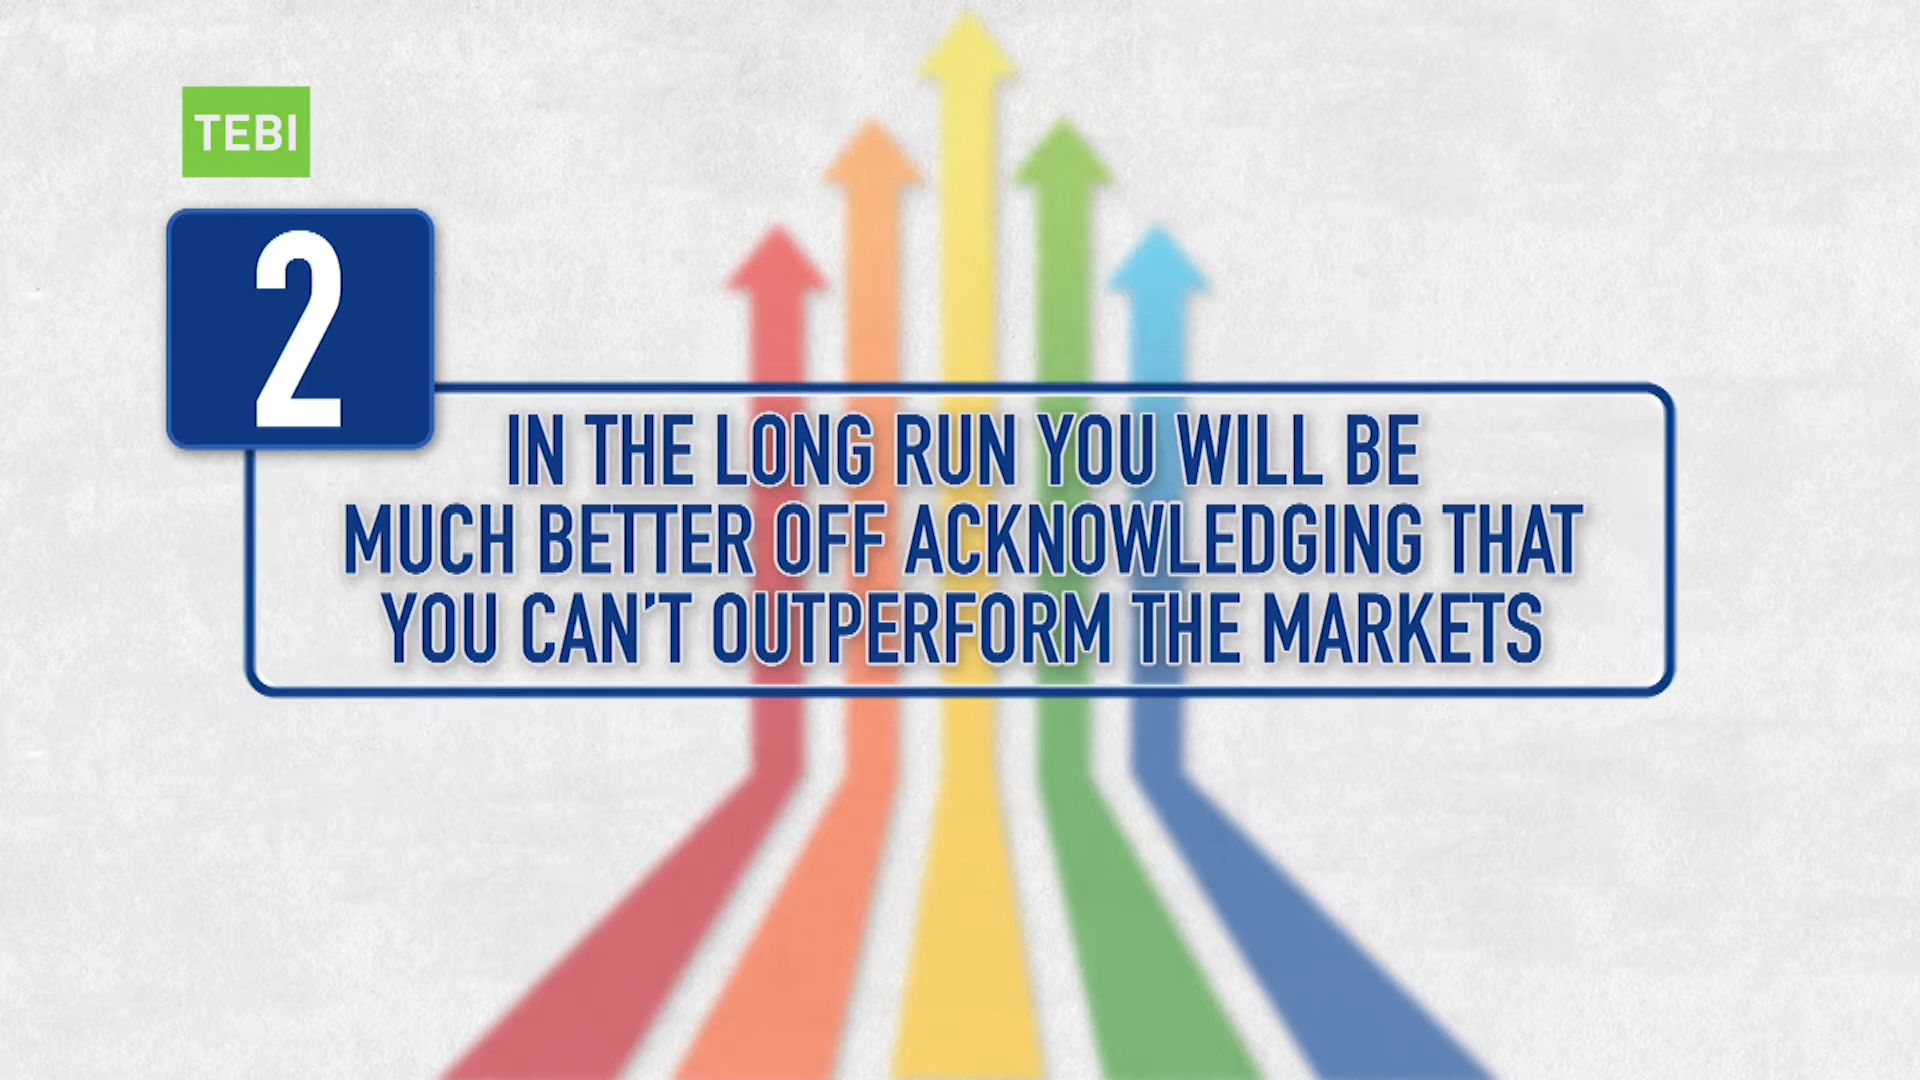 TEBI
2
IN THE LONG RUN YOU WILL BE
MUCH BETTER OFF ACKNOWLEDGING THAT
YOU CAN'T OUTPERFORM THE MARKETS